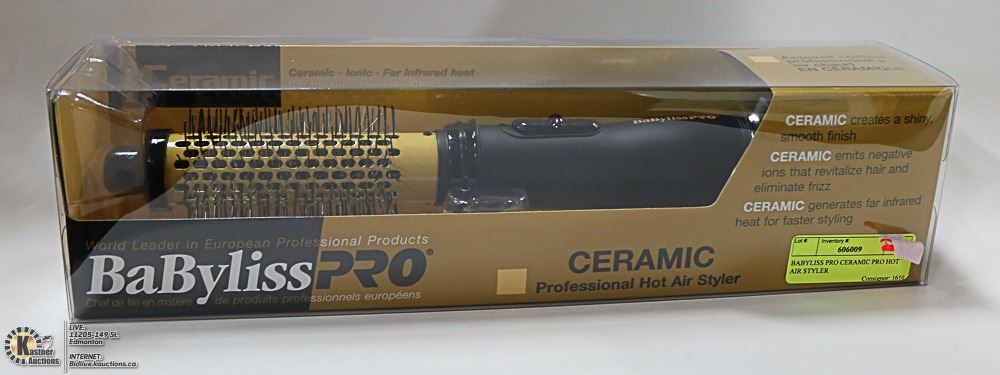 Ceramic
Ceramic · Ionic · Far infrared heat
EN CÉRAMIQUE
BaBylissPRO
CERAMIC creates a shiny,
smooth finish
CERAMIC emits negative
ions that revitalize hair and
eliminate frizz
CERAMIC generates far infrared
heat for faster styling
World Leader in European Professional Products
BaBylissPRO®
Chef de file en matière de produits professionnels européens
CERAMIC
Professional Hot Air Styler
Lot # Inventory #:
606009
BABYLISS PRO CERAMIC PRO HOT
AIR STYLER
Consignor: 1610
Kastner
Auctions
LIVE:
11205-149 St.
Edmonton
INTERNET:
Bidlive.kauctions.ca